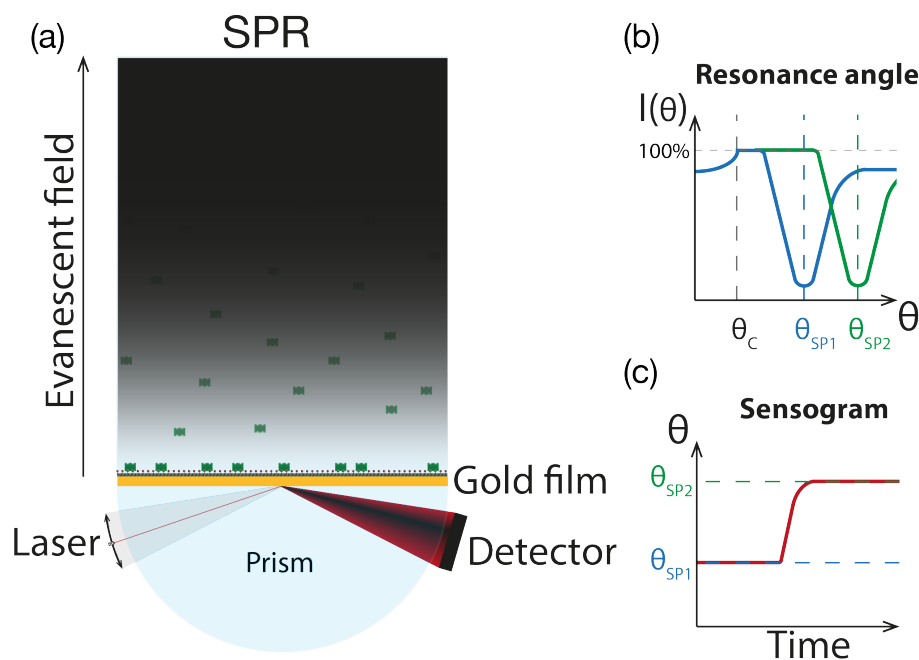 (a)
SPR
Evanescent field
Gold film
Laser
Detector
Prism
(b)
Resonance angle
I(θ)
100%
θ
θC
θSP1
θSP2
(c)
Sensogram
θ
θSP2
θSP1
Time